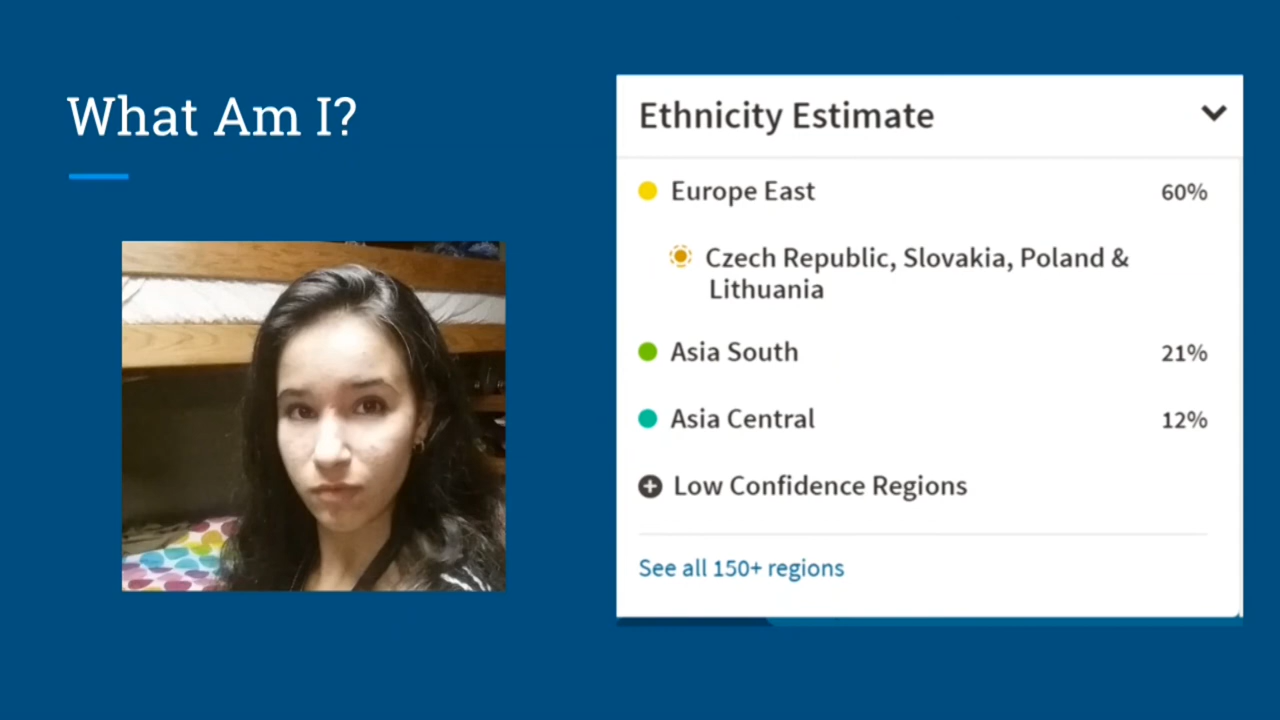 What Am I?
Ethnicity Estimate
Europe East 60%
Czech Republic, Slovakia, Poland &
Lithuania
Asia South 21%
Asia Central 12%
Low Confidence Regions
See all 150+ regions